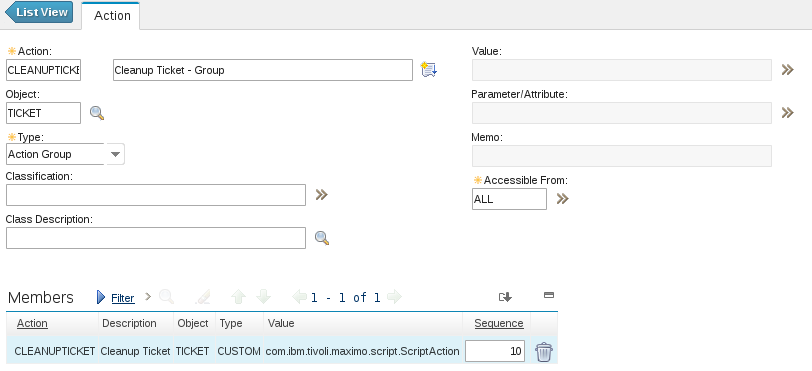 List View
Action
Action:
CLEANUPTICKE
Cleanup Ticket - Group
Object:
TICKET
Type:
Action Group
Classification:
Class Description:
Value:
Parameter/Attribute:
Memo:
Accessible From:
ALL
Members Filter 1 - 1 of 1
Action Description Object Type Value Sequence
CLEANUPTICKET Cleanup Ticket TICKET CUSTOM com.ibm.tivoli.maximo.script.ScriptAction 10